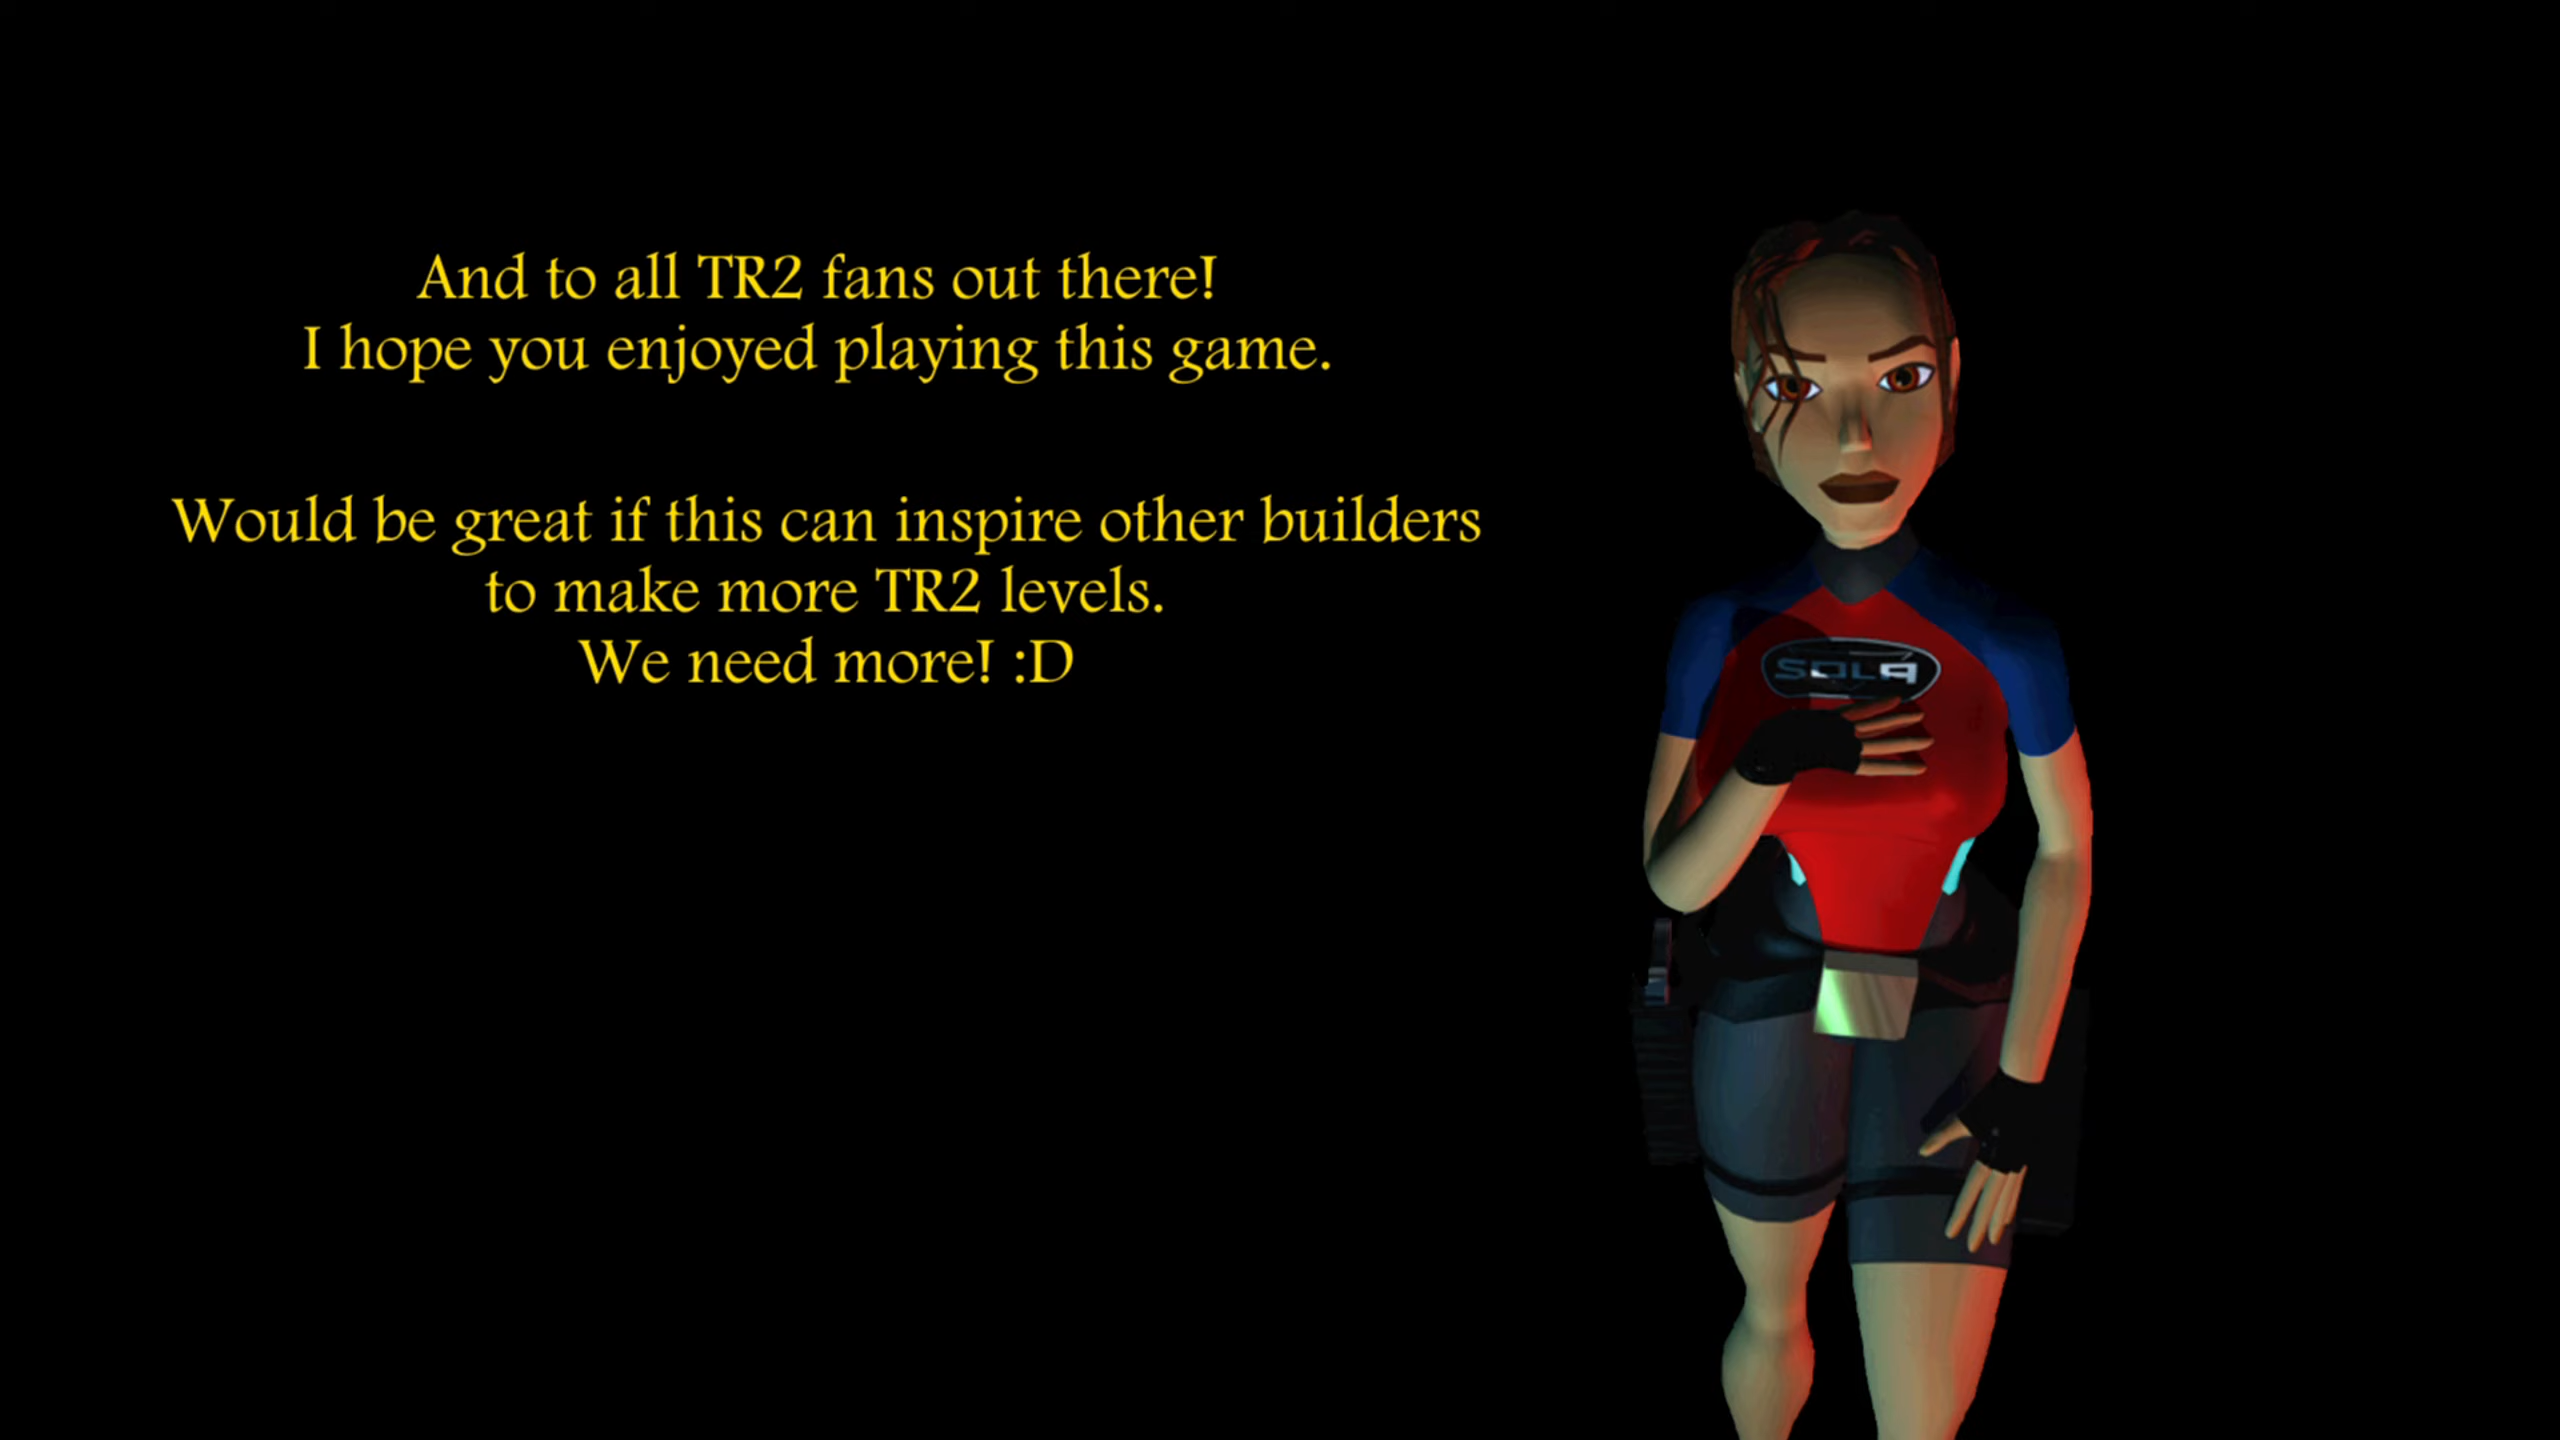 And to all TR2 fans out there!
I hope you enjoyed playing this game.
Would be great if this can inspire other builders
to make more TR2 levels.
We need more! :D
SOLA